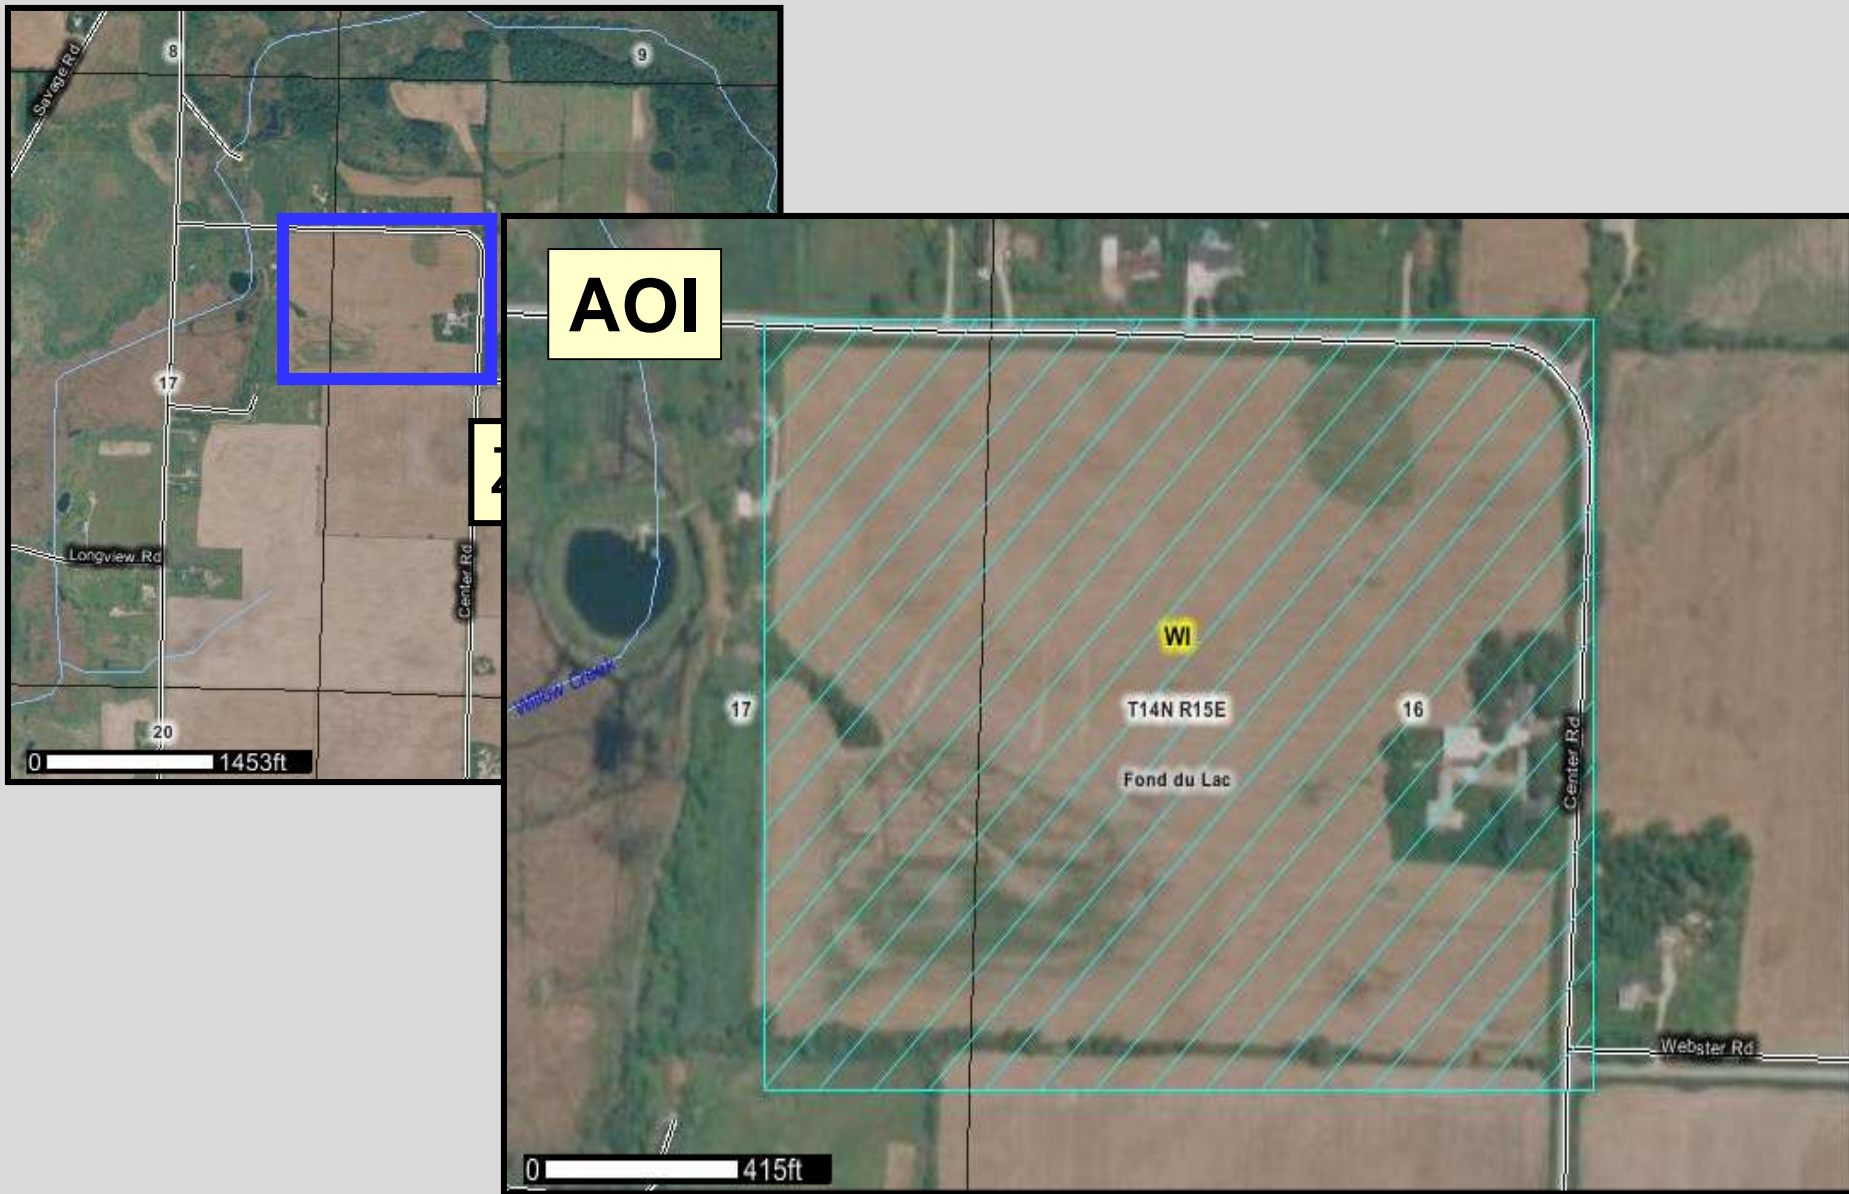 Savage Rd
8
9
17
Longview Rd
Center Rd
20
0 1453ft
AOI
WI
17
T14N R15E
16
Fond du Lac
Willow Creek
Center Rd
Webster Rd
0 415ft